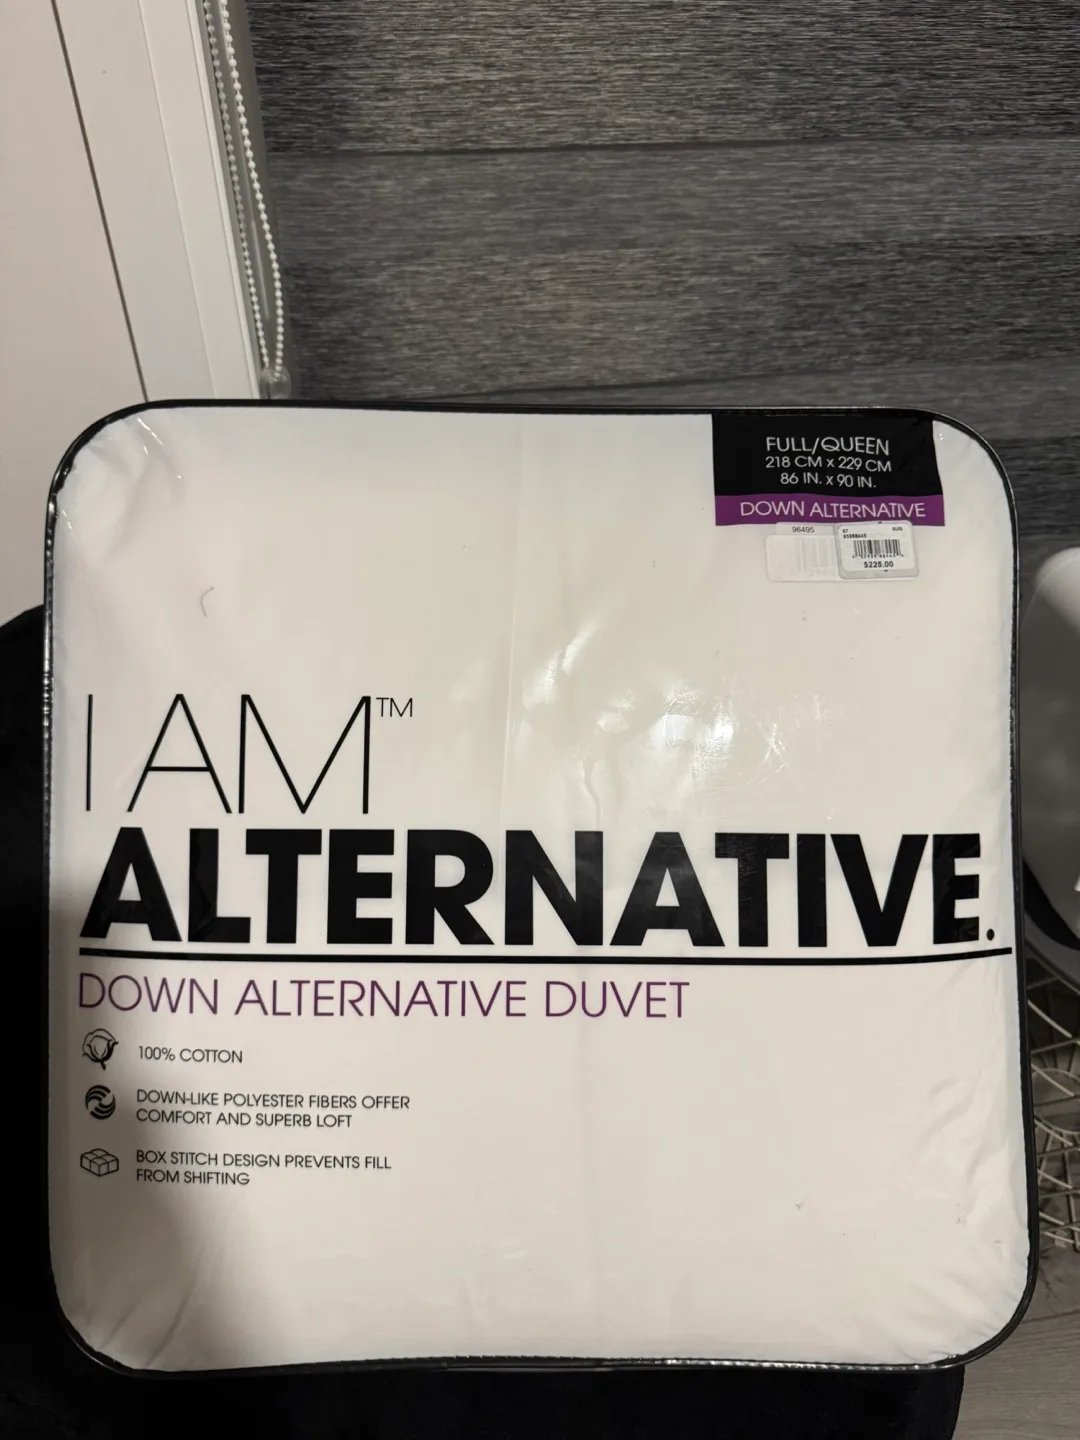 FULL/QUEEN
218 CM x 229 CM
86 IN. x 90 IN.
DOWN ALTERNATIVE
96495
AUG
$225.00
I AM™
ALTERNATIVE.
DOWN ALTERNATIVE DUVET
100% COTTON
DOWN-LIKE POLYESTER FIBERS OFFER
COMFORT AND SUPERB LOFT
BOX STITCH DESIGN PREVENTS FILL
FROM SHIFTING